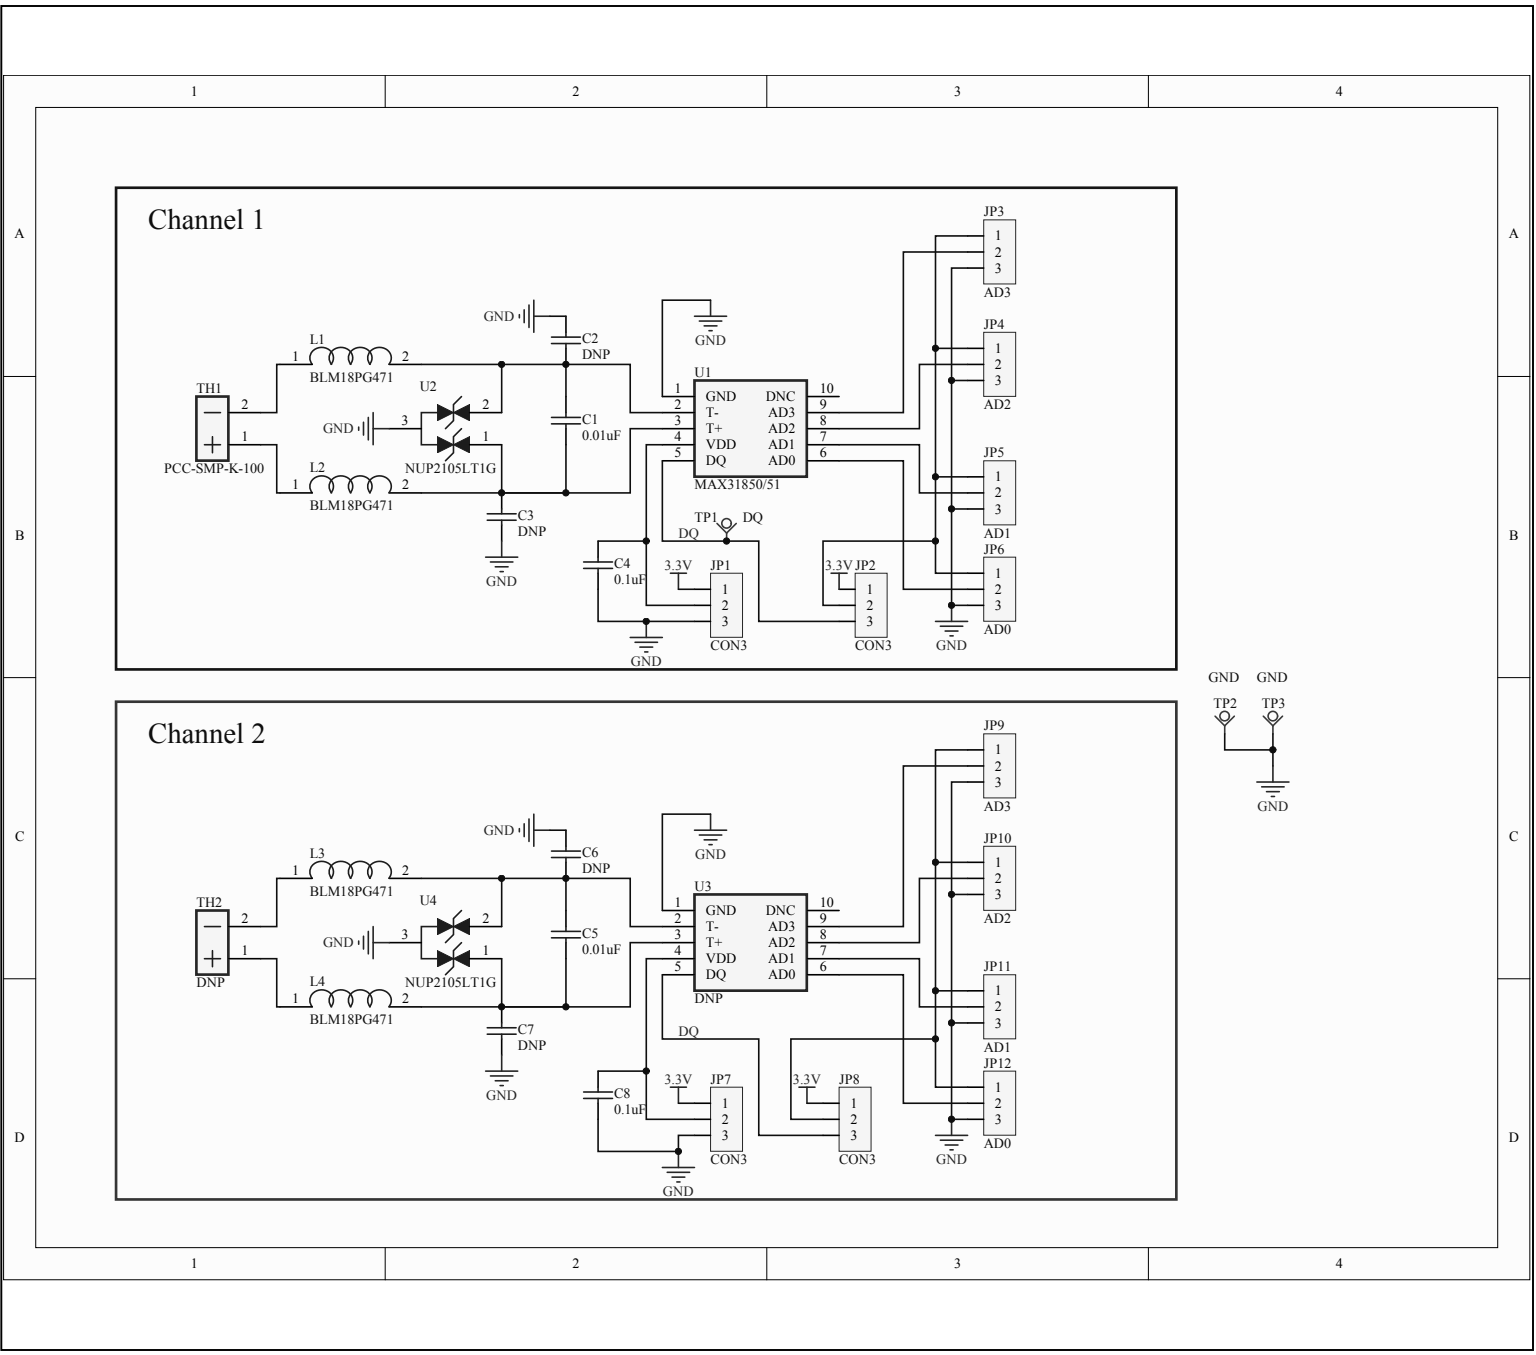 1 2 3 4
A A
B B
C C
D D
1 2 3 4
Channel 1
TH1
2
1
PCC-SMP-K-100
L1
1 2
BLM18PG471
L2
1 2
BLM18PG471
U2
GND 3
2
1
NUP2105LT1G
GND
C2
DNP
C1
0.01uF
C3
DNP
GND
GND
U1
1 GND DNC 10
2 T- AD3 9
3 T+ AD2 8
4 VDD AD1 7
5 DQ AD0 6
MAX31850/51
TP1 DQ
DQ
C4
0.1uF
GND
3.3V JP1
1
2
3
CON3
3.3V JP2
1
2
3
CON3
JP3
1
2
3
AD3
JP4
1
2
3
AD2
JP5
1
2
3
AD1
JP6
1
2
3
AD0
GND
GND GND
TP2 TP3
GND
Channel 2
TH2
2
1
DNP
L3
1 2
BLM18PG471
L4
1 2
BLM18PG471
U4
GND 3
2
1
NUP2105LT1G
GND
C6
DNP
C5
0.01uF
C7
DNP
GND
GND
U3
1 GND DNC 10
2 T- AD3 9
3 T+ AD2 8
4 VDD AD1 7
5 DQ AD0 6
DNP
DQ
C8
0.1uF
GND
3.3V JP7
1
2
3
CON3
3.3V JP8
1
2
3
CON3
JP9
1
2
3
AD3
JP10
1
2
3
AD2
JP11
1
2
3
AD1
JP12
1
2
3
AD0
GND